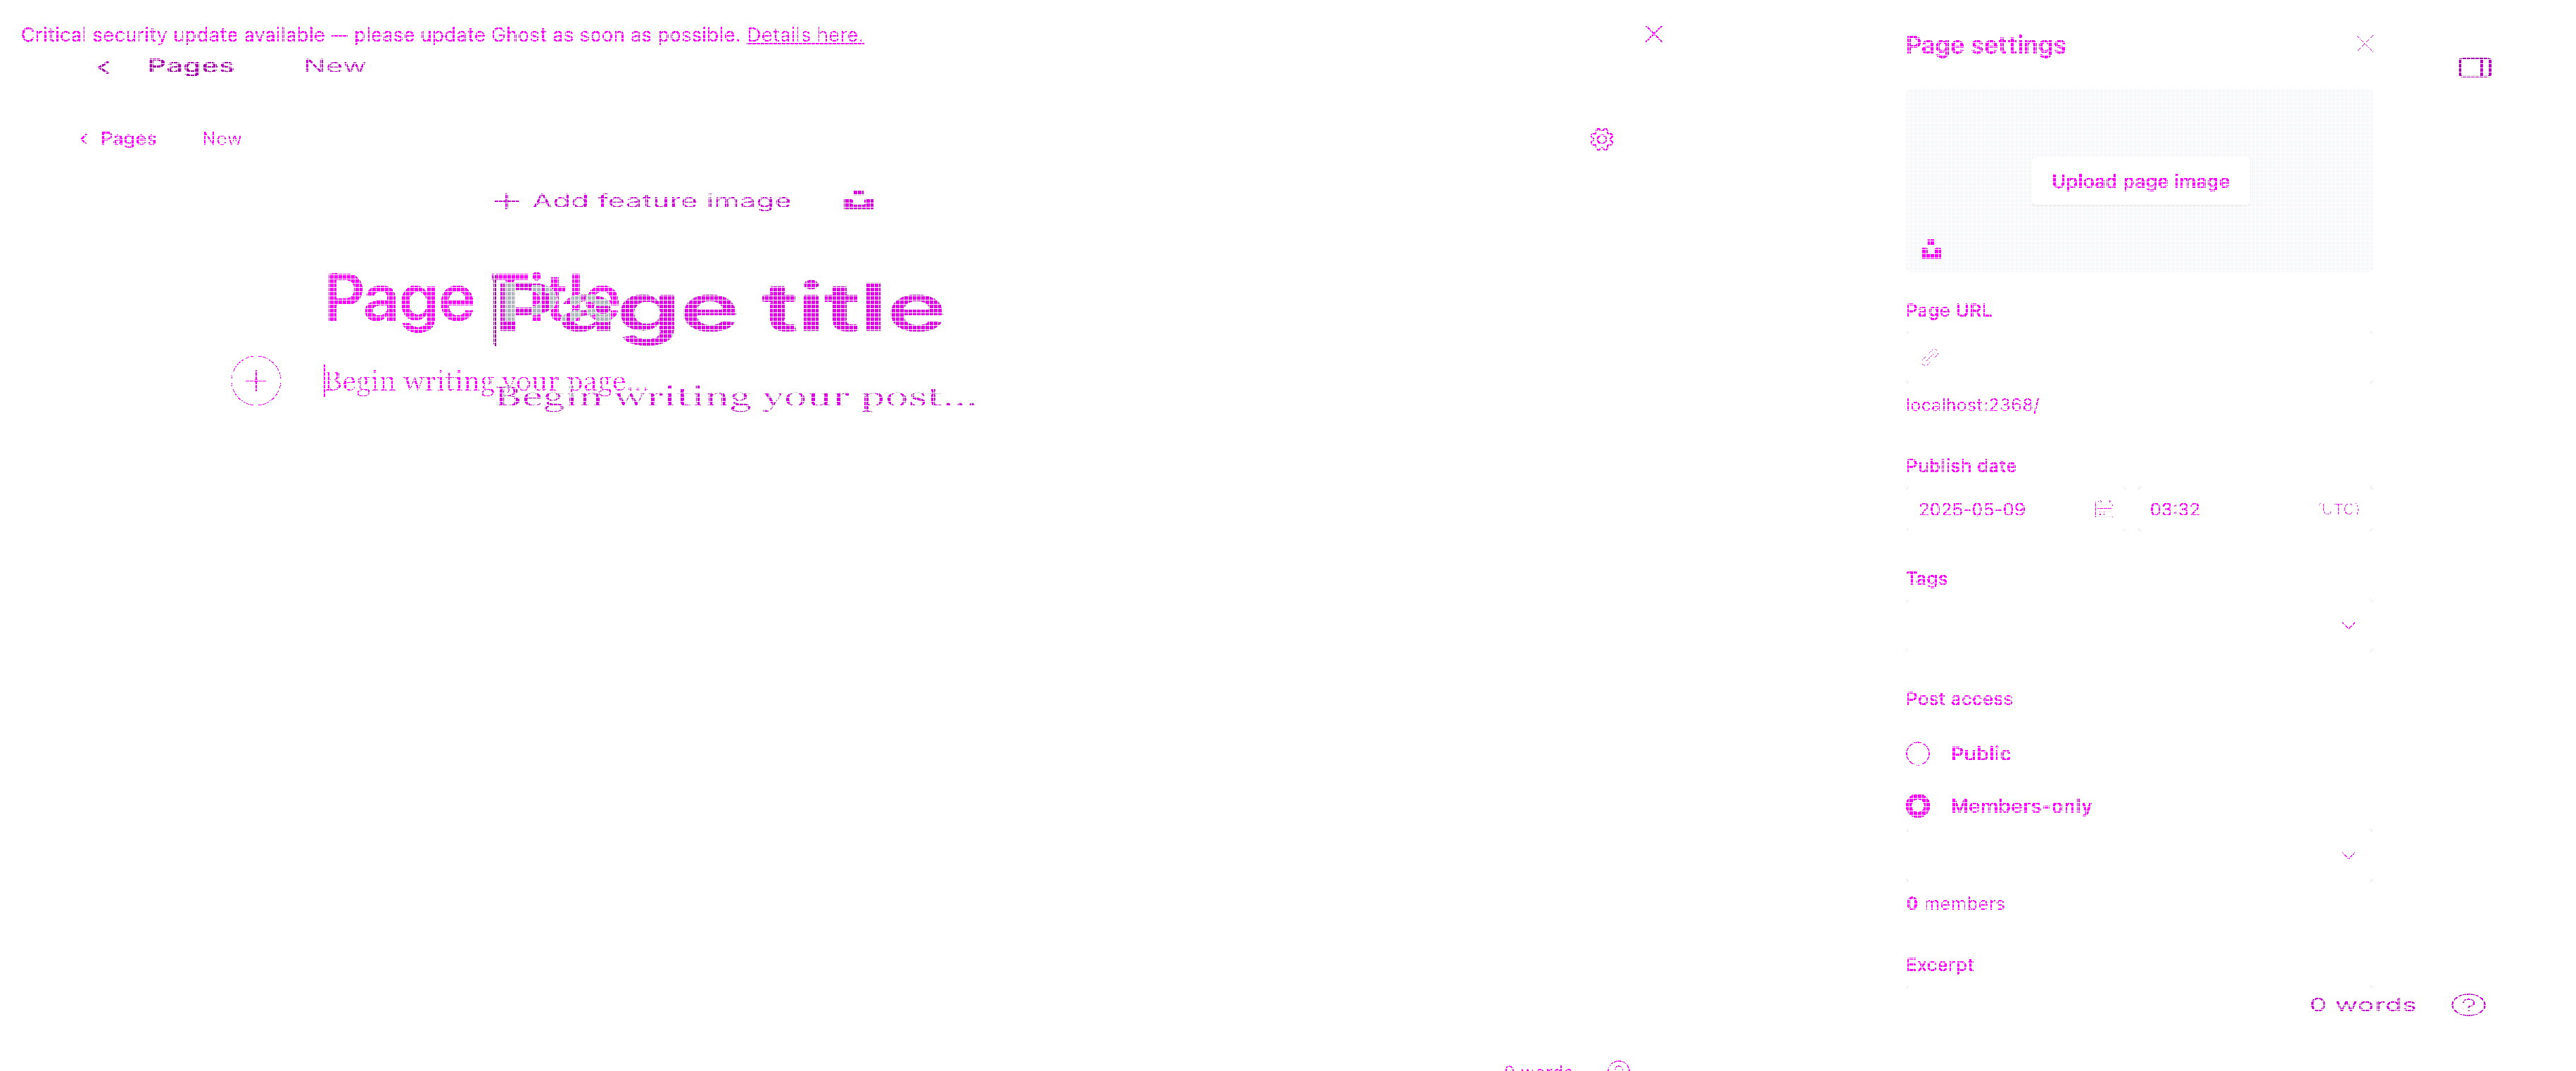 Critical security update available — please update Ghost as soon as possible. Details here.
Pages New
Pages New
+ Add feature image
Page Title
Page title
Begin writing your page...
Begin writing your post...
Page settings
Upload page image
Page URL
localhost:2368/
Publish date
2025-05-09 03:32 (UTC)
Tags
Post access
Public
Members-only
0 members
Excerpt
0 words ?
0 words